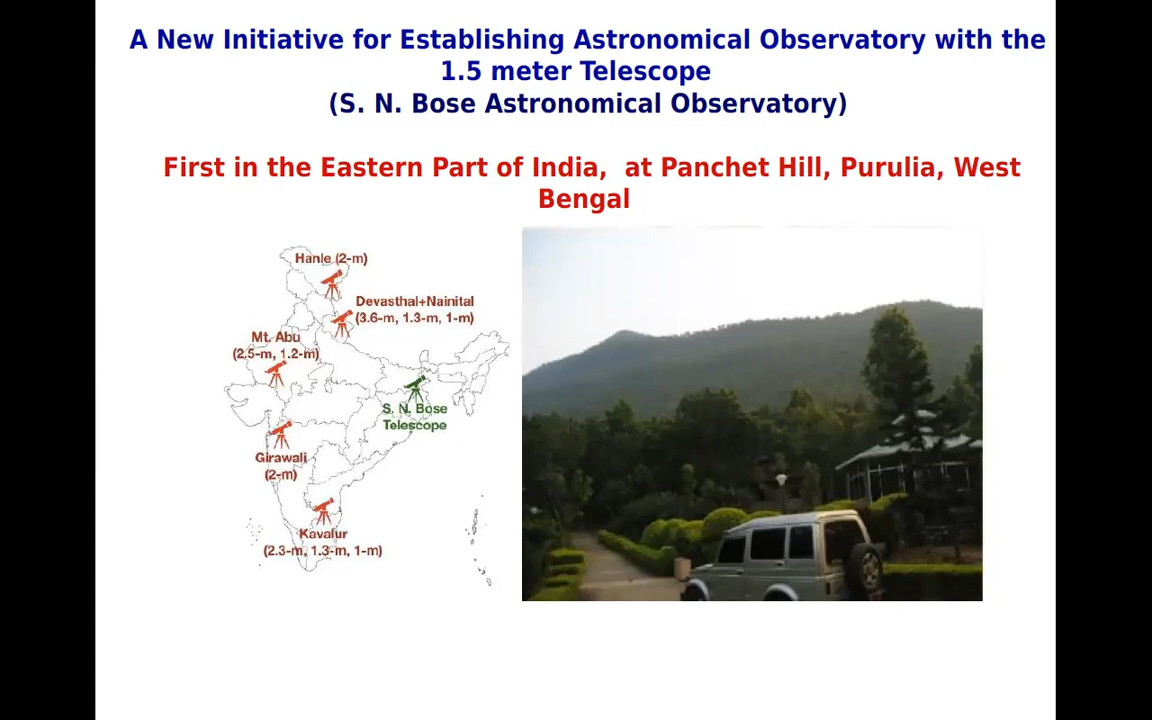 A New Initiative for Establishing Astronomical Observatory with the
1.5 meter Telescope
(S. N. Bose Astronomical Observatory)
First in the Eastern Part of India, at Panchet Hill, Purulia, West
Bengal
Hanle (2-m)
Devasthal+Nainital
(3.6-m, 1.3-m, 1-m)
Mt. Abu
(2.5-m, 1.2-m)
S. N. Bose
Telescope
Girawali
(2-m)
Kavalur
(2.3-m, 1.3-m, 1-m)